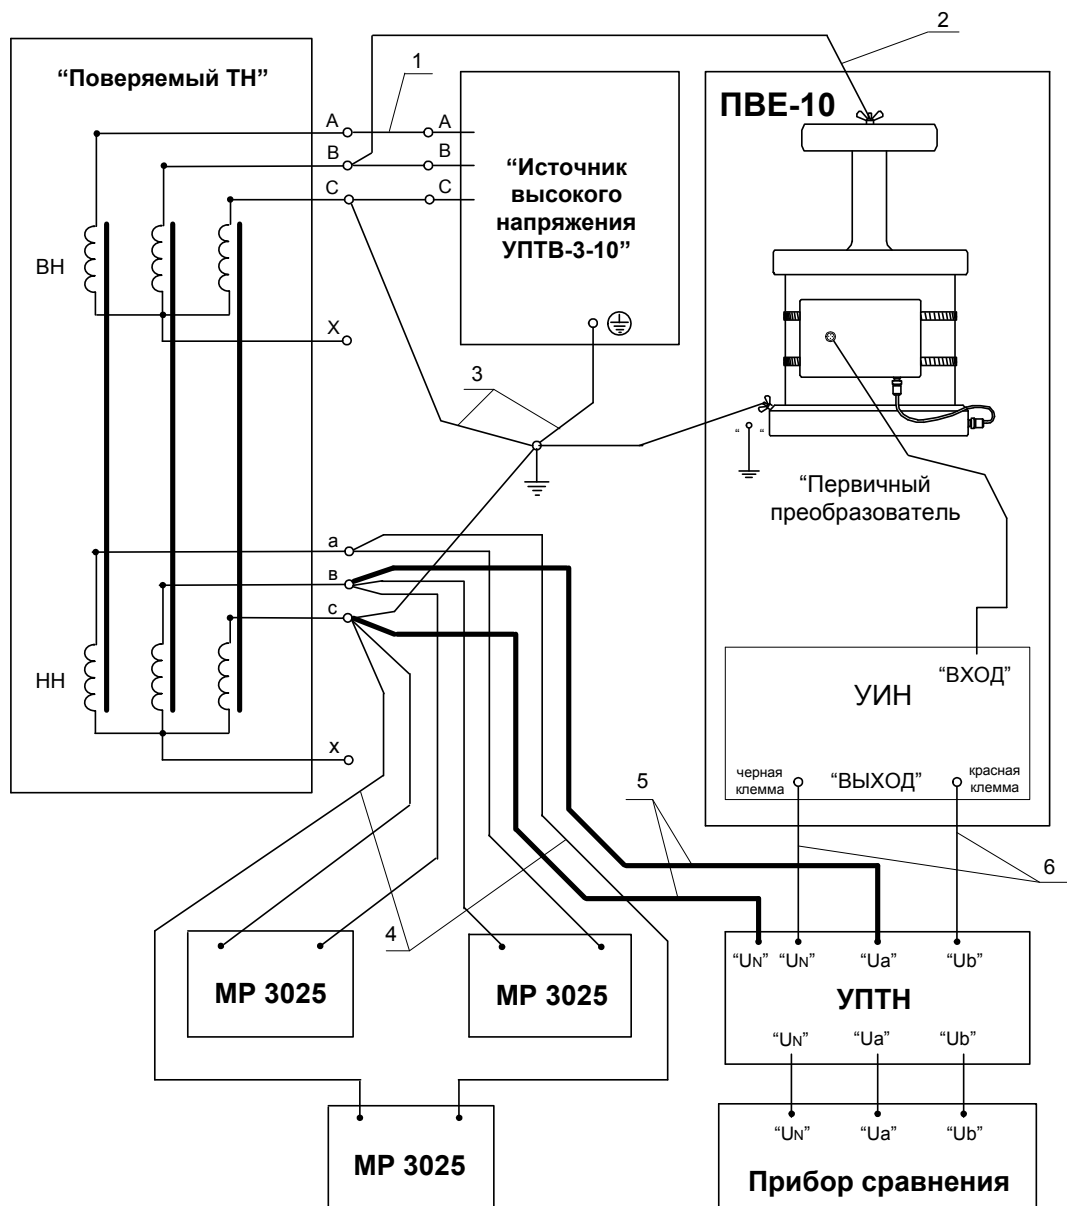 2
1
“Поверяемый ТН”
ПВЕ-10
A
A
B
B
C
C
“Источник
высокого
напряжения
УПТВ-3-10”
ВН
X
3
“ “
“Первичный
преобразователь
a
в
c
НН
x
“ВХОД”
УИН
черная
клемма
“ВЫХОД”
красная
клемма
5
6
4
МР 3025
МР 3025
МР 3025
“UN”
“UN”
“Ua”
“Ub”
УПТН
“UN”
“Ua”
“Ub”
“UN”
“Ua”
“Ub”
Прибор сравнения